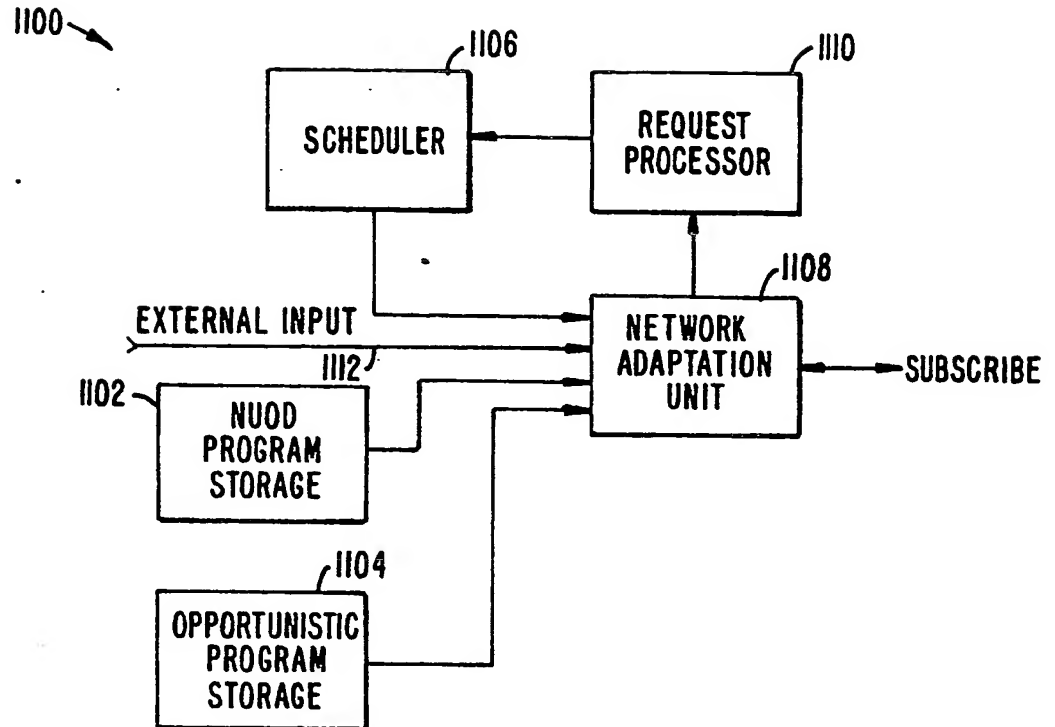 1100
1106
SCHEDULER
1110
REQUEST
PROCESSOR
1108
NETWORK
ADAPTATION
UNIT
SUBSCRIBE
EXTERNAL INPUT
1112
1102
NUOD
PROGRAM
STORAGE
1104
OPPORTUNISTIC
PROGRAM
STORAGE